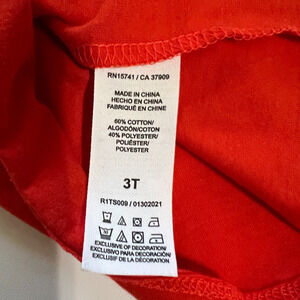 RN15741 / CA 37909
MADE IN CHINA
HECHO EN CHINA
FABRIQUÉ EN CHINE
60% COTTON/
ALGODÓN/COTON
40% POLYESTER/
POLIÉSTER/
POLYESTER
3T
R1TS009 / 01302021
EXCLUSIVE OF DECORATION/
EXCLUSIVO PARA DECORACIÓN/
EXCLUSIF DE LA DÉCORATION